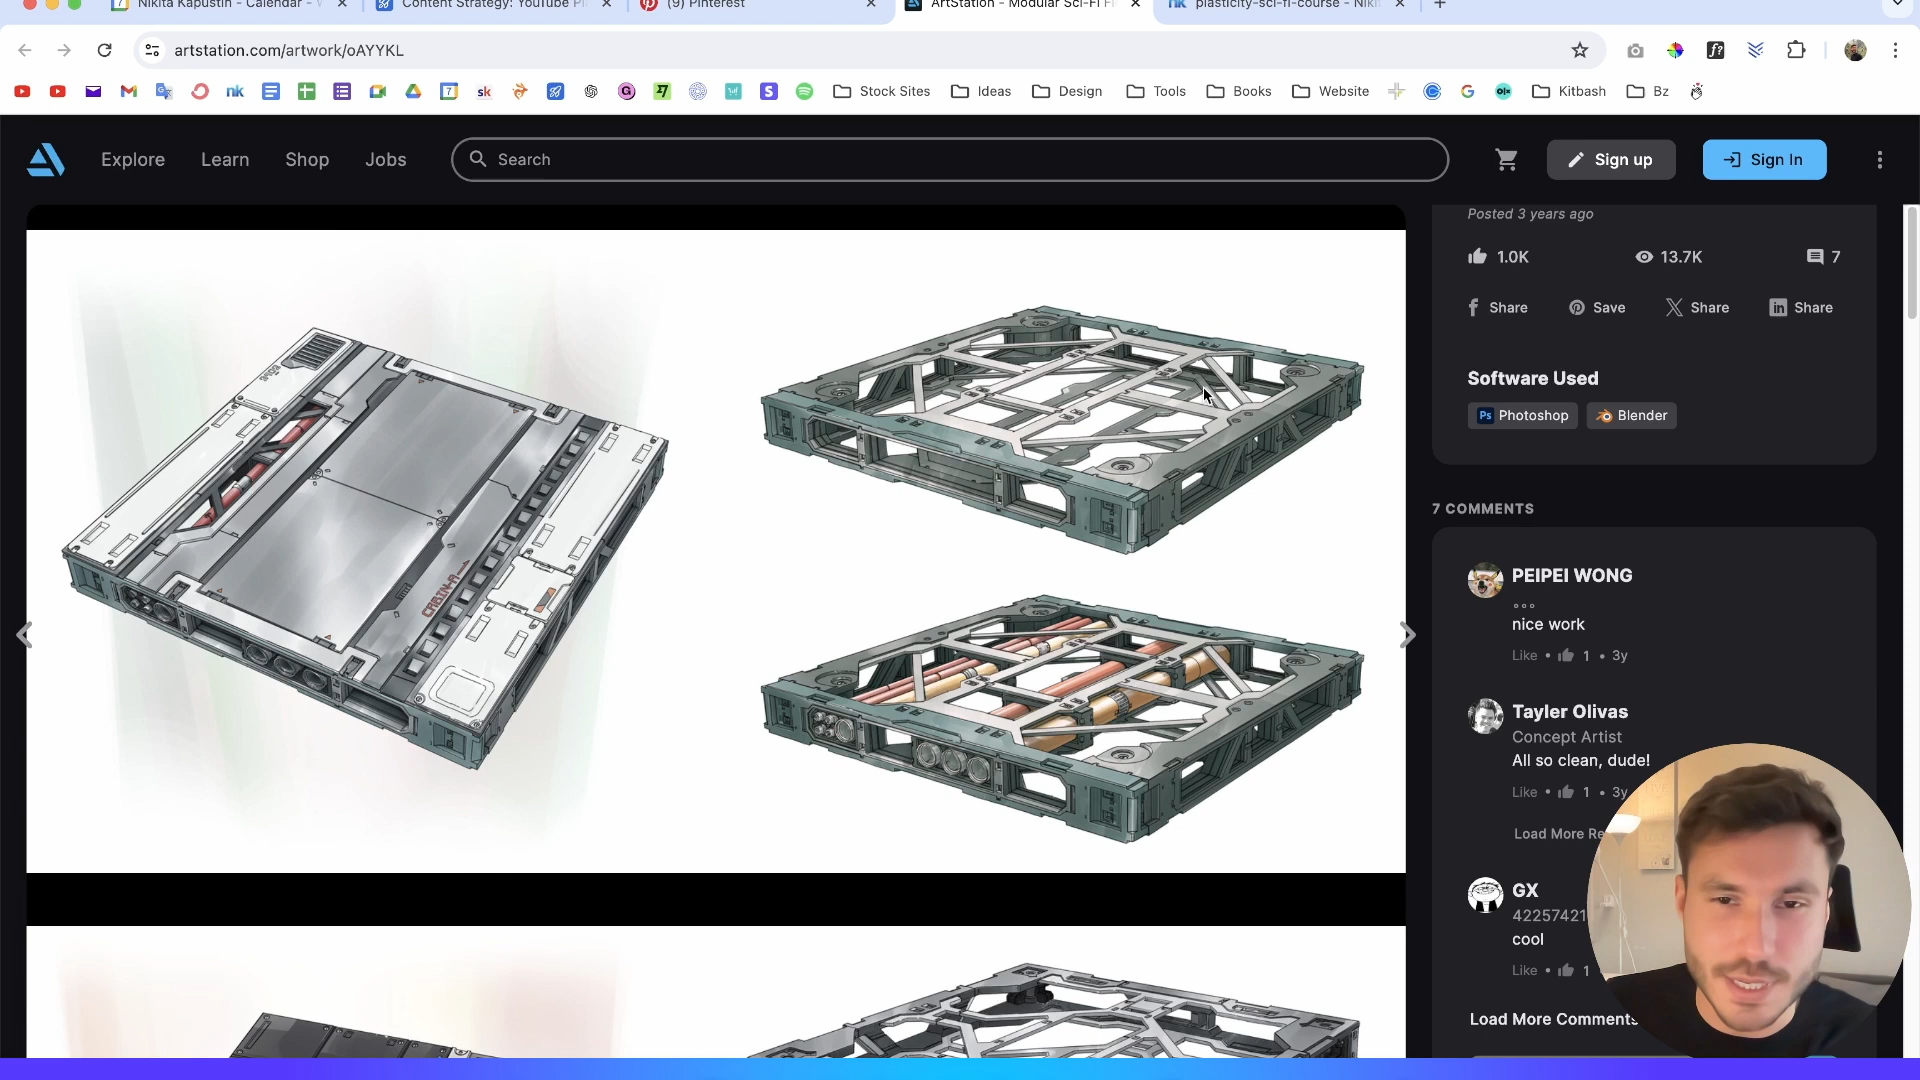 Nikita Kapustin - Calendar -
Content Strategy: YouTube
(9) Pinterest
ArtStation - Modular Sci-Fi
plasticity-sci-fi-course -
artstation.com/artwork/oAYYKL
Stock Sites
Ideas
Design
Tools
Books
Website
Kitbash
Bz
Explore
Learn
Shop
Jobs
Search
Sign up
Sign In
Posted 3 years ago
1.0K
13.7K
7
Share
Save
Share
Share
Software Used
Ps Photoshop
Blender
7 COMMENTS
PEIPEI WONG
nice work
Like • 1 • 3y
Tayler Olivas
Concept Artist
All so clean, dude!
Like • 1 • 3y
Load More
GX
42257421
cool
Like • 1
Load More Comments
CABIN-A